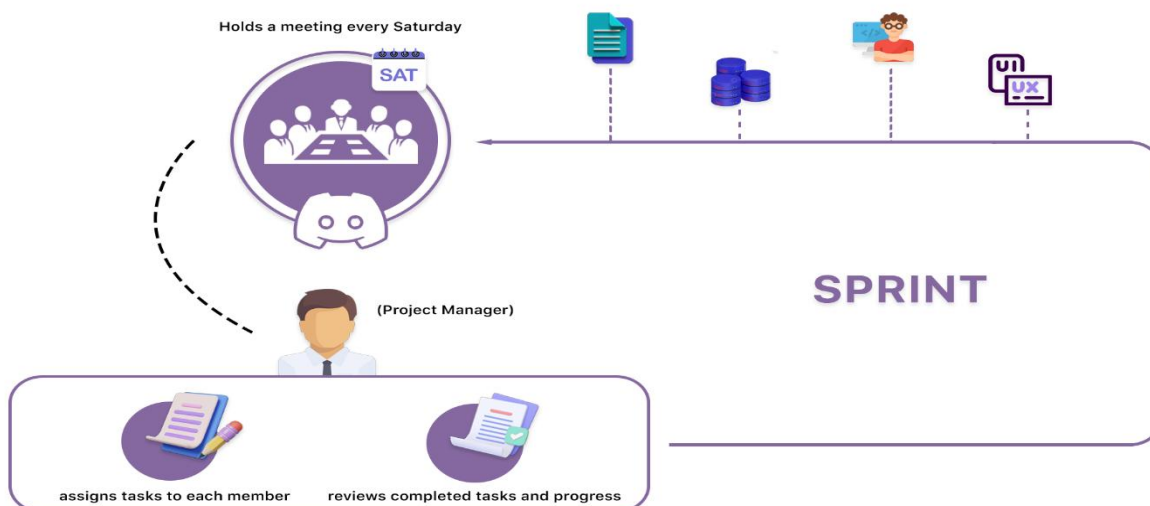 Holds a meeting every Saturday
SAT
</>
UI
UX
SPRINT
(Project Manager)
assigns tasks to each member
reviews completed tasks and progress